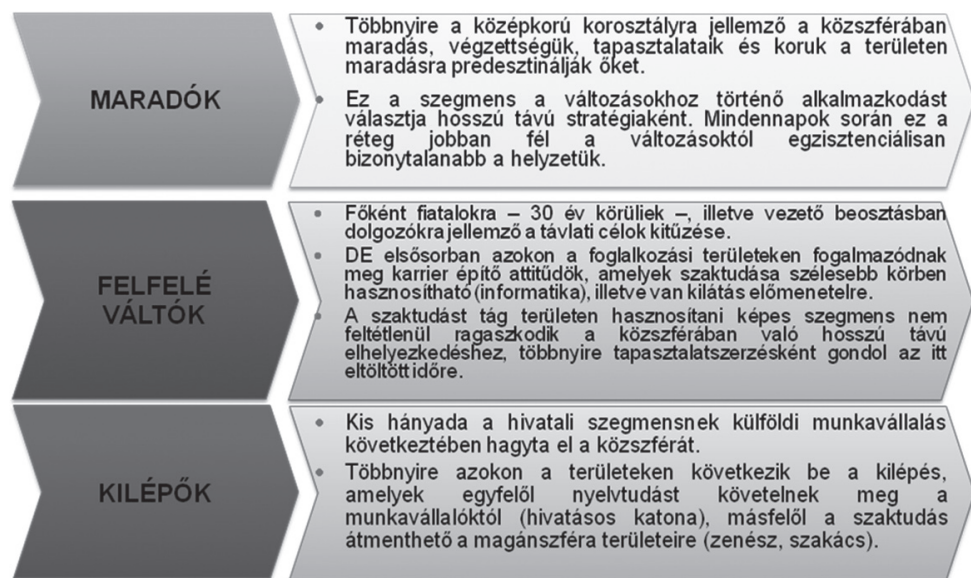 MARADÓK
• Többnyire a középkorú korosztályra jellemző a közszférában
maradás, végzettségük, tapasztalataik és koruk a területen
maradásra predesztinálják őket.
• Ez a szegmens a változásokhoz történő alkalmazkodást
választja hosszú távú stratégiaként. Mindennapok során ez a
réteg jobban fél a változásoktól egzisztenciálisan
bizonytalanabb a helyzetük.
FELFELÉ
VÁLTÓK
• Főként fiatalokra – 30 év körüliek –, illetve vezető beosztásban
dolgozókra jellemző a távlati célok kitűzése.
• DE elsősorban azokon a foglalkozási területeken fogalmazódnak
meg karrier építő attitűdök, amelyek szaktudása szélesebb körben
hasznosítható (informatika), illetve van kilátás előmenetelre.
• A szaktudást tág területen hasznosítani képes szegmens nem
feltétlenül ragaszkodik a közszférában való hosszú távú
elhelyezkedéshez, többnyire tapasztalatszerzésként gondol az itt
eltöltött időre.
KILÉPŐK
• Kis hányada a hivatali szegmensnek külföldi munkavállalás
következtében hagyta el a közszférát.
• Többnyire azokon a területeken következik be a kilépés,
amelyek egyfelől nyelvtudást követelnek meg a
munkavállalóktól (hivatásos katona), másfelől a szaktudás
átmenthető a magánszféra területeire (zenész, szakács).